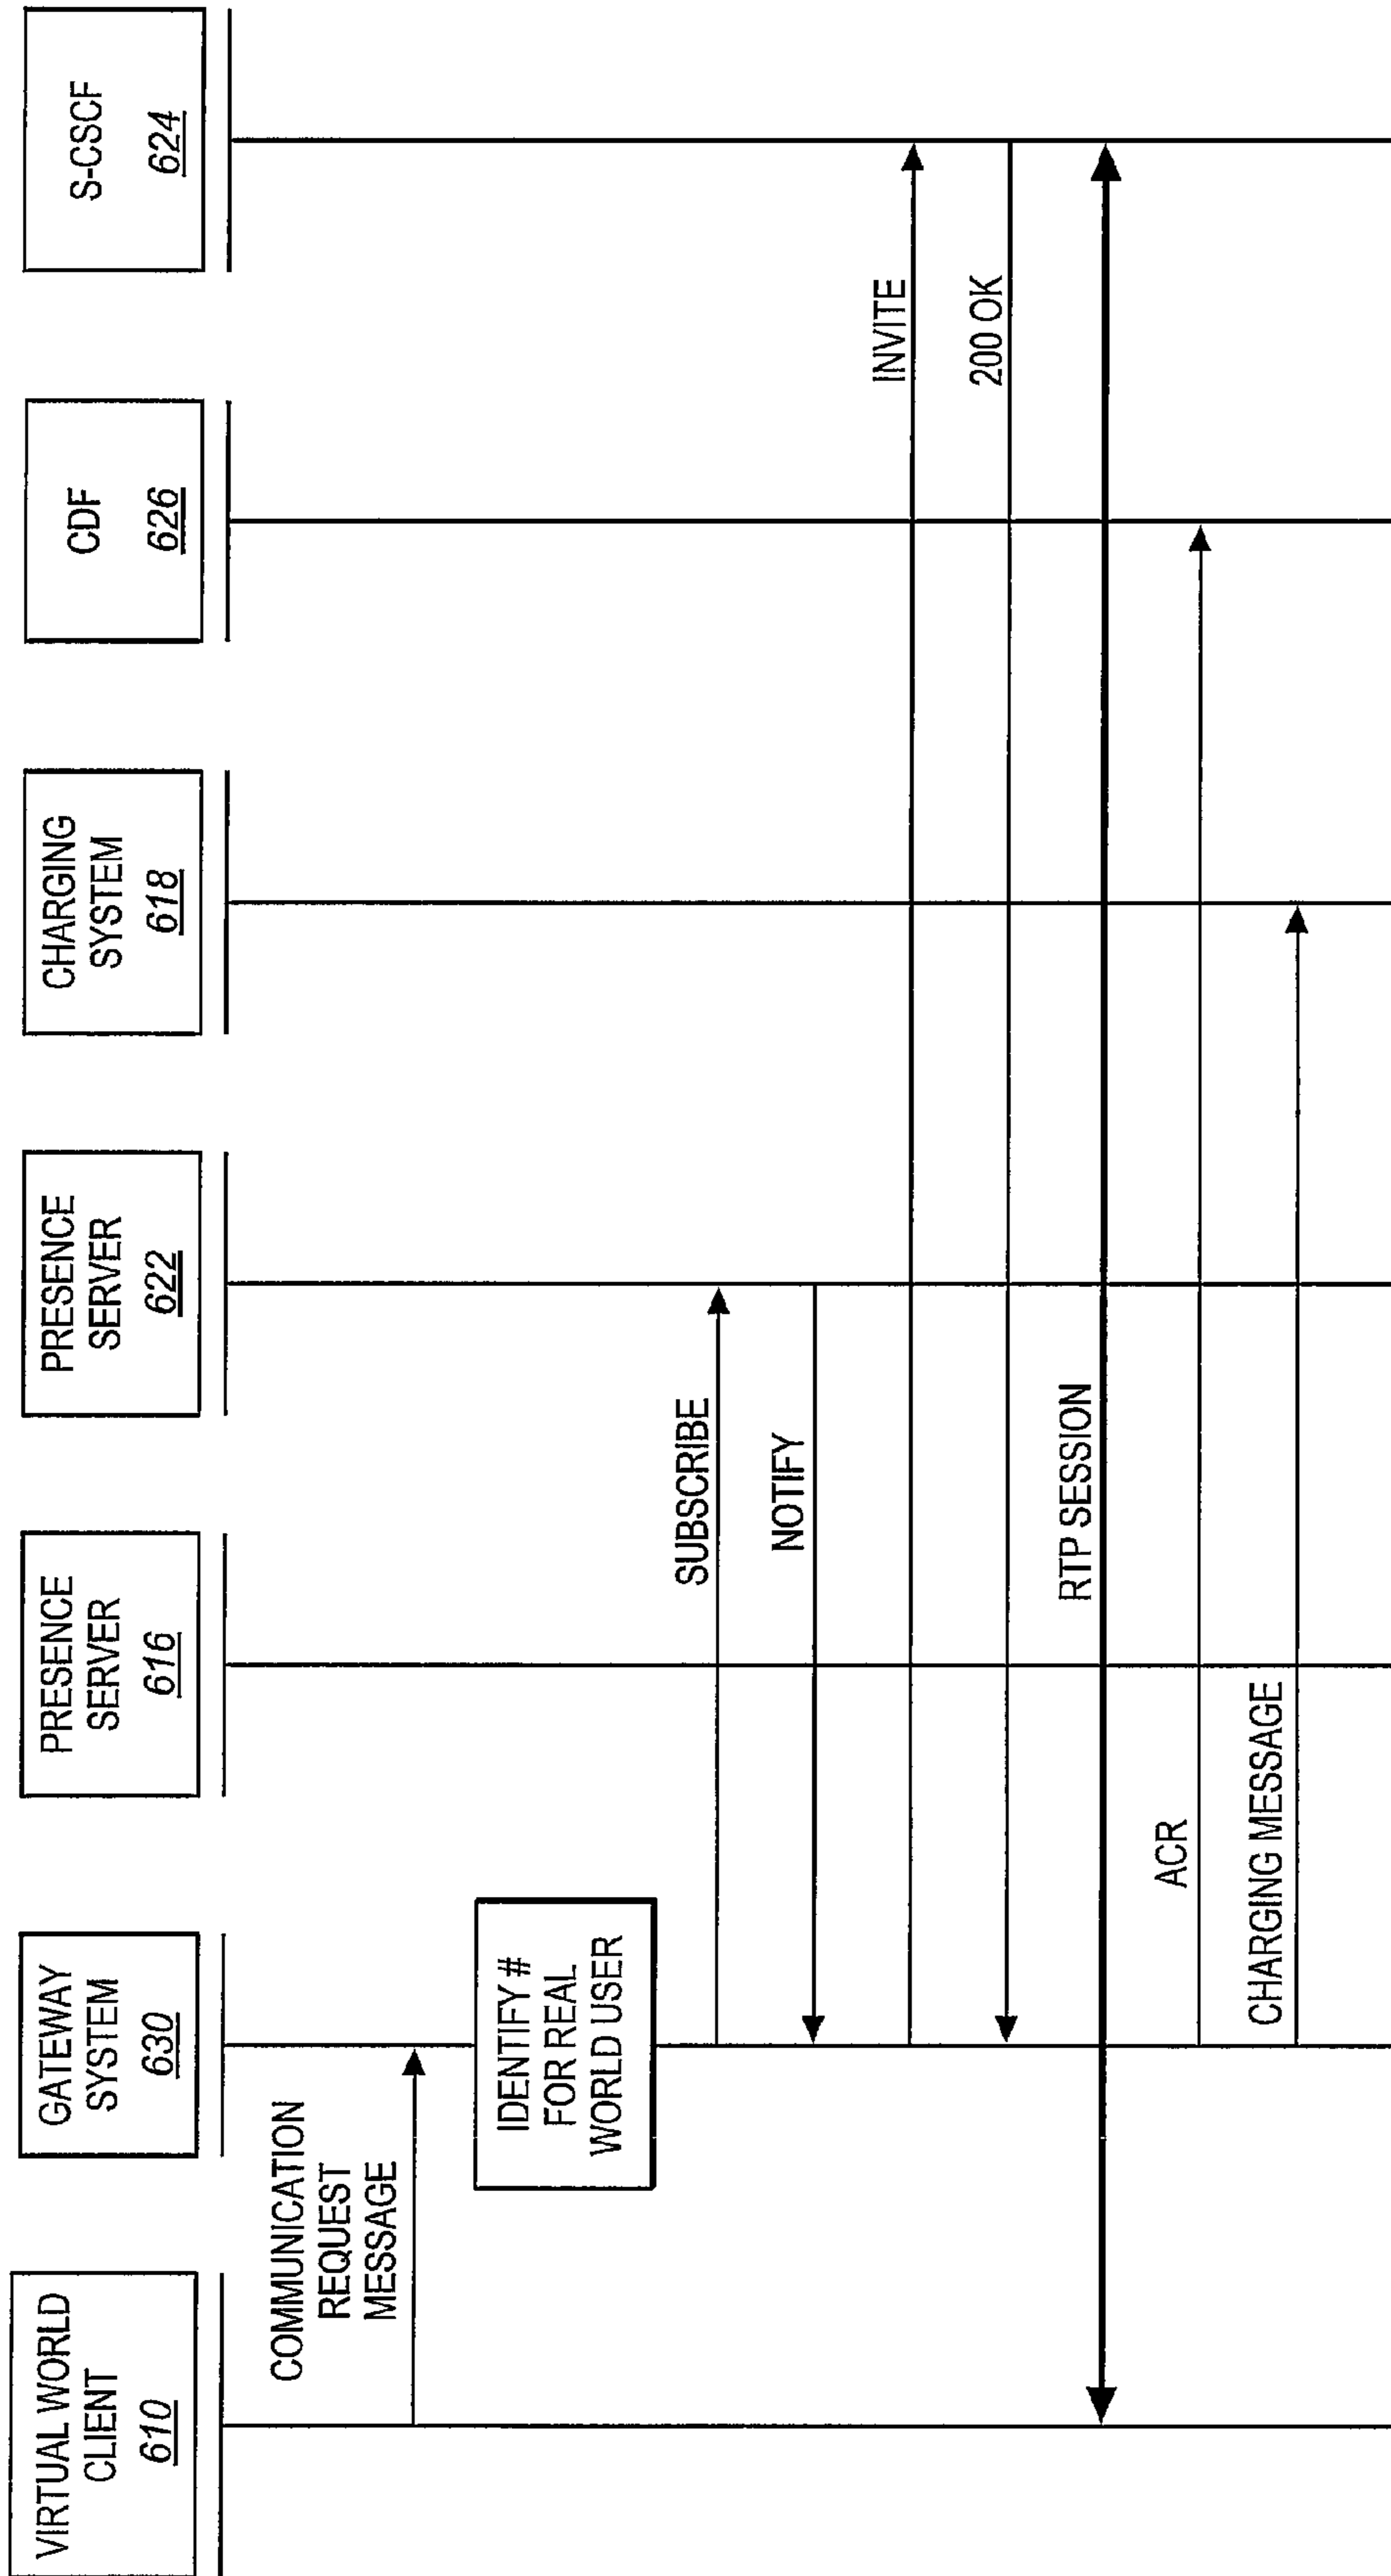 VIRTUAL WORLD
CLIENT
610
GATEWAY
SYSTEM
630
PRESENCE
SERVER
616
PRESENCE
SERVER
622
CHARGING
SYSTEM
618
CDF
626
S-CSCF
624
COMMUNICATION
REQUEST
MESSAGE
IDENTIFY #
FOR REAL
WORLD USER
SUBSCRIBE
NOTIFY
INVITE
200 OK
RTP SESSION
ACR
CHARGING MESSAGE